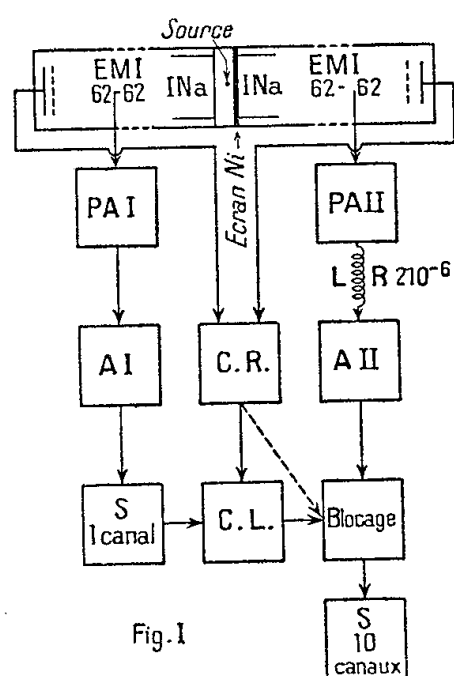 Source
EMI
62-62
INa
INa
EMI
62-62
Ecran Ni
PA I
PA II
L R 210⁻⁶
A I
C.R.
A II
S
1 canal
C.L.
Blocage
S
10
canaux
Fig.I